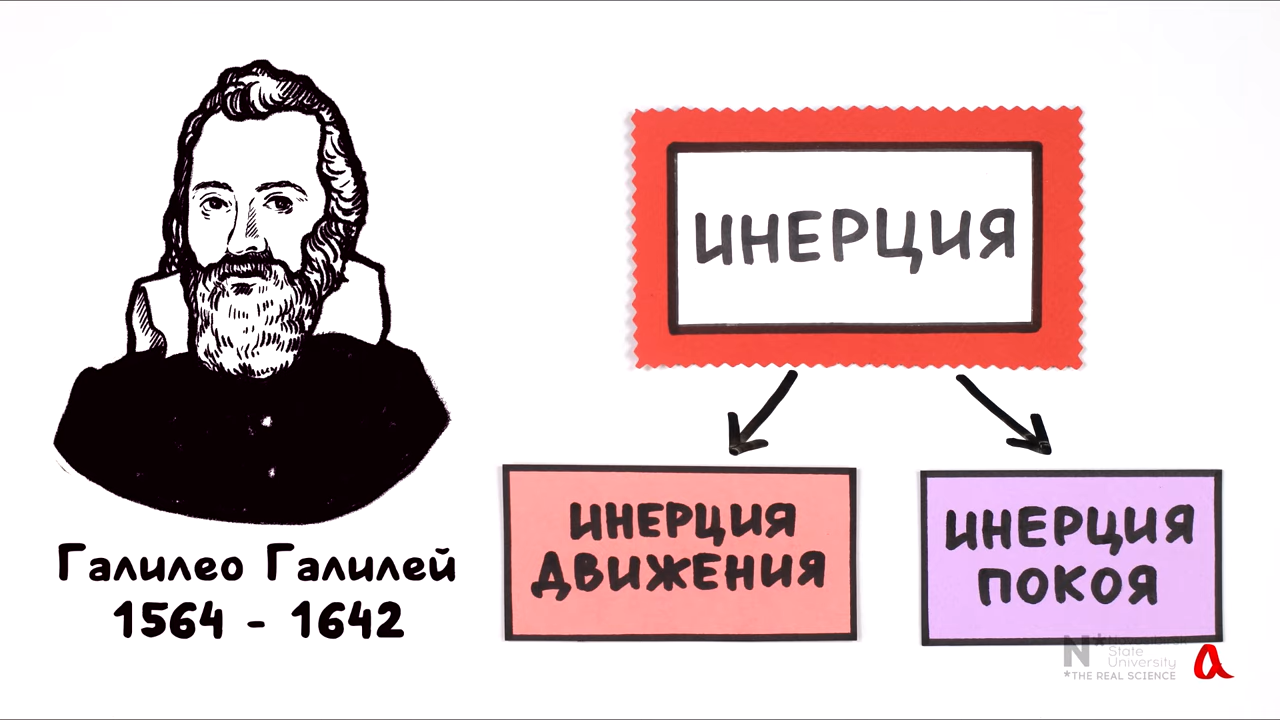 Галилео Галилей
1564 - 1642
ИНЕРЦИЯ
ИНЕРЦИЯ
ДВИЖЕНИЯ
ИНЕРЦИЯ
ПОКОЯ
N*
State
University
*THE REAL SCIENCE
a